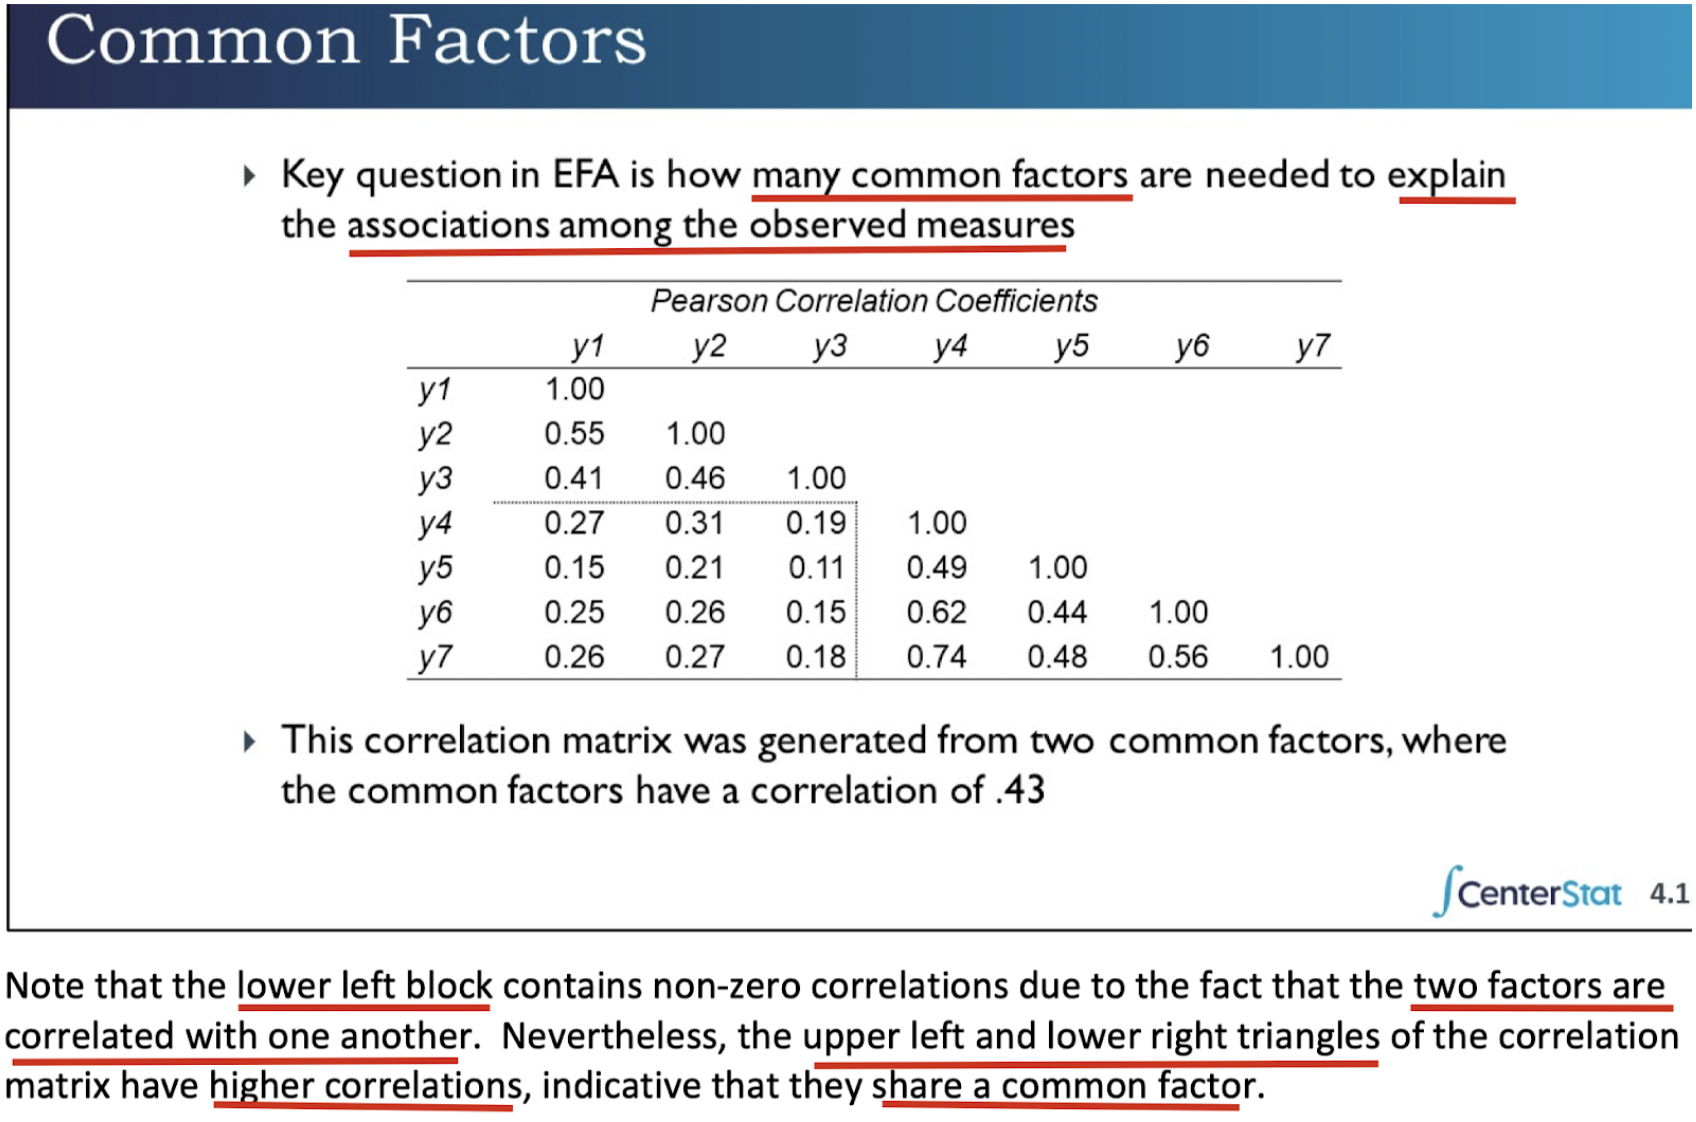 Common Factors
Key question in EFA is how many common factors are needed to explain
the associations among the observed measures
Pearson Correlation Coefficients
y1 y2 y3 y4 y5 y6 y7
y1 1.00
y2 0.55 1.00
y3 0.41 0.46 1.00
y4 0.27 0.31 0.19 1.00
y5 0.15 0.21 0.11 0.49 1.00
y6 0.25 0.26 0.15 0.62 0.44 1.00
y7 0.26 0.27 0.18 0.74 0.48 0.56 1.00
This correlation matrix was generated from two common factors, where
the common factors have a correlation of .43
CenterStat 4.1
Note that the lower left block contains non-zero correlations due to the fact that the two factors are
correlated with one another. Nevertheless, the upper left and lower right triangles of the correlation
matrix have higher correlations, indicative that they share a common factor.